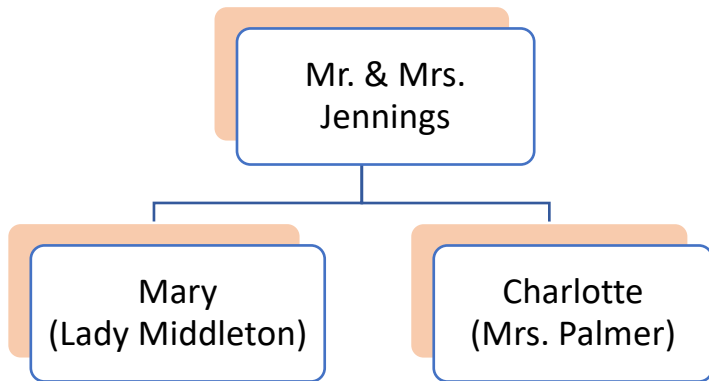 Mr. & Mrs.
Jennings
Mary
(Lady Middleton)
Charlotte
(Mrs. Palmer)